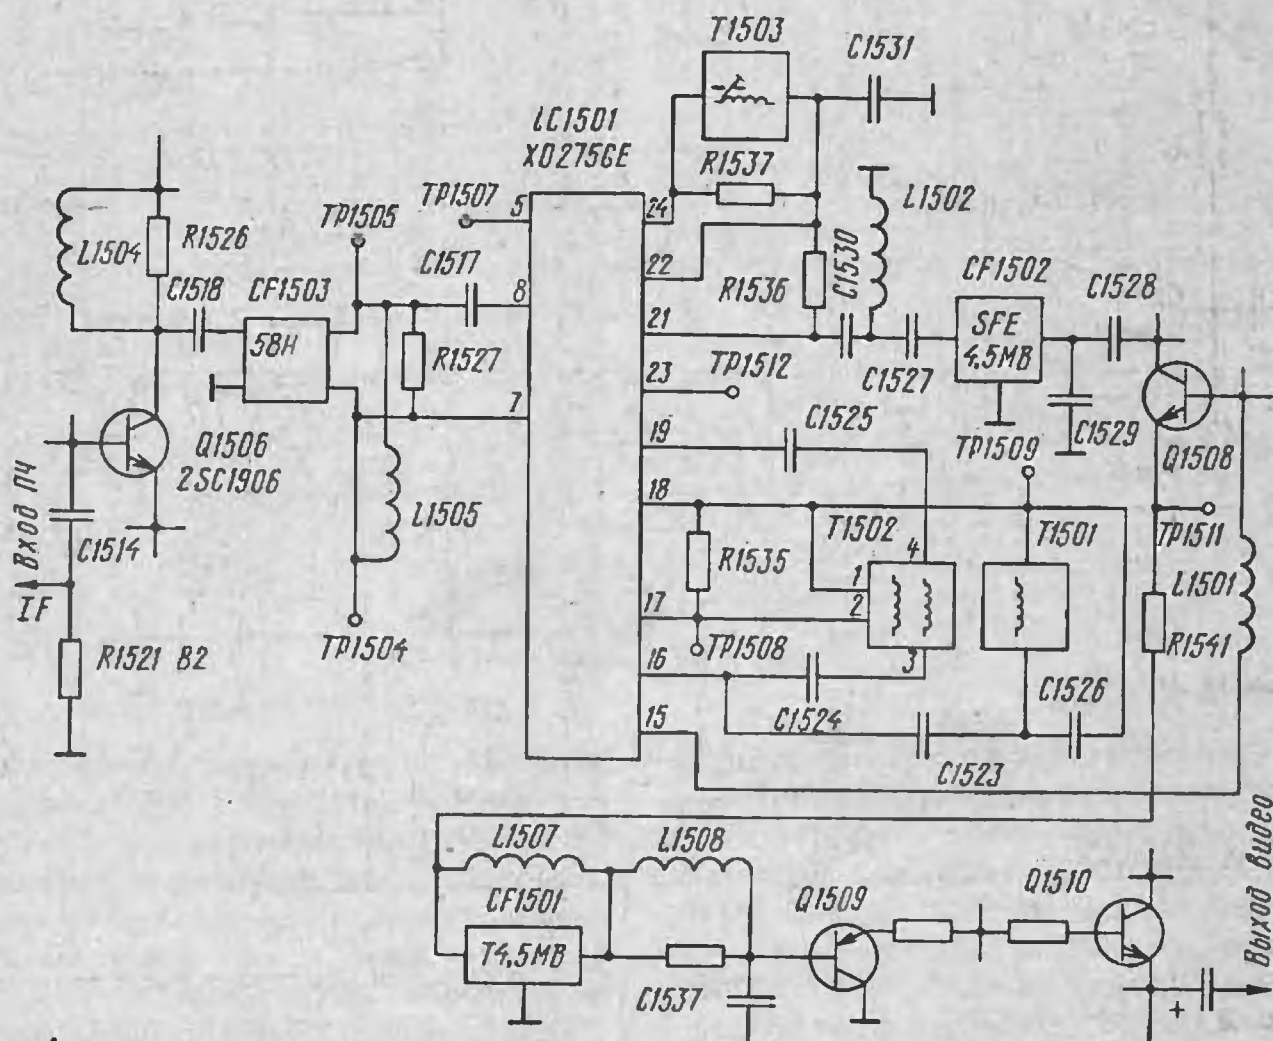 T1503
C1531
LC1501
X0275GE
R1537
TP1507
5
24
L1502
TP1505
L1504
R1526
22
C1517
C1530
C1518
CF1503
8
R1536
CF1502
C1528
58H
21
SFE
4.5MB
R1527
TP1512
C1527
23
7
C1525
C1529
Q1506
2SC1906
19
TP1509
Q1508
Вход ПЧ
18
T1502
4
T1501
TP1511
C1514
L1505
R1535
1
2
L1501
IF
17
R1541
TP1504
TP1508
R1521 82
16
3
C1526
C1524
15
C1523
L1507
L1508
Выход видео
CF1501
Q1509
Q1510
T4,5MB
C1537
+